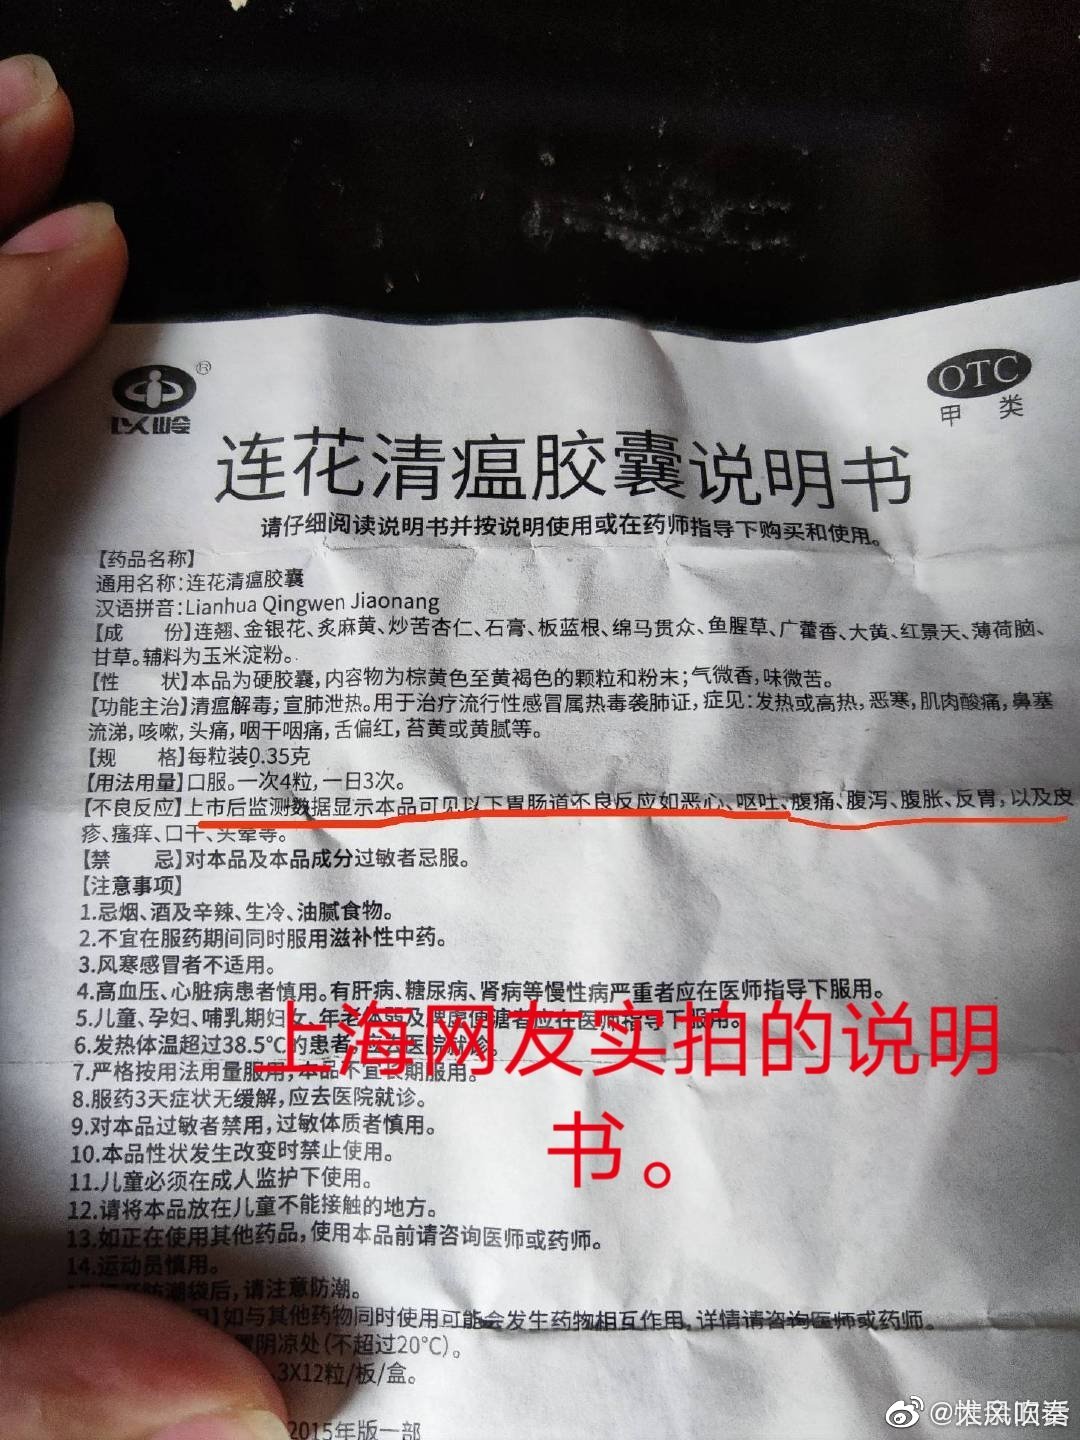 以岭®
OTC
甲 类
连花清瘟胶囊说明书
请仔细阅读说明书并按说明使用或在药师指导下购买和使用。
【药品名称】
通用名称:连花清瘟胶囊
汉语拼音:Lianhua Qingwen Jiaonang
【成 份】连翘、金银花、炙麻黄、炒苦杏仁、石膏、板蓝根、绵马贯众、鱼腥草、广藿香、大黄、红景天、薄荷脑、
甘草。辅料为玉米淀粉。
【性 状】本品为硬胶囊,内容物为棕黄色至黄褐色的颗粒和粉末;气微香,味微苦。
【功能主治】清瘟解毒;宣肺泄热。用于治疗流行性感冒属热毒袭肺证,症见:发热或高热,恶寒,肌肉酸痛,鼻塞
流涕,咳嗽,头痛,咽干咽痛,舌偏红,苔黄或黄腻等。
【规 格】每粒装0.35克
【用法用量】口服。一次4粒,一日3次。
【不良反应】上市后监测数据显示本品可见以下胃肠道不良反应如恶心、呕吐、腹痛、腹泻、腹胀、反胃,以及皮
疹、瘙痒、口干、头晕等。
【禁 忌】对本品及本品成分过敏者忌服。
【注意事项】
1.忌烟、酒及辛辣、生冷、油腻食物。
2.不宜在服药期间同时服用滋补性中药。
3.风寒感冒者不适用。
4.高血压、心脏病患者慎用。有肝病、糖尿病、肾病等慢性病严重者应在医师指导下服用。
5.儿童、孕妇、哺乳期妇女、年老体弱及脾虚便溏者应在医师指导下服用。
6.发热体温超过38.5℃的患者,应去医院就诊。
7.严格按用法用量服用,本品不宜长期服用。
8.服药3天症状无缓解,应去医院就诊。
9.对本品过敏者禁用,过敏体质者慎用。
10.本品性状发生改变时禁止使用。
11.儿童必须在成人监护下使用。
12.请将本品放在儿童不能接触的地方。
13.如正在使用其他药品,使用本品前请咨询医师或药师。
14.运动员慎用。
防潮袋后,请注意防潮。
】如与其他药物同时使用可能会发生药物相互作用,详情请咨询医师或药师。
置阴凉处(不超过20℃)。
3X12粒/板/盒。
2015年版一部
上海网友实拍的说明
书。